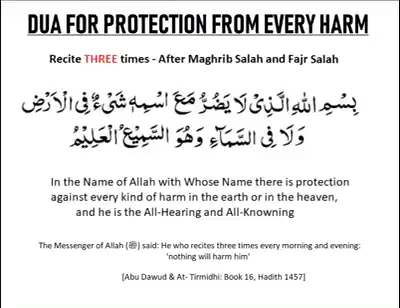 DUA FOR PROTECTION FROM EVERY HARM
Recite THREE times - After Maghrib Salah and Fajr Salah
بِسْمِ اللهِ الَّذِىْ لَا يَضُرُّ مَعَ اسْمِهٖ شَىْءٌ فِى الْاَرْضِ
وَلَا فِى السَّمَاءِ وَهُوَ السَّمِيْعُ الْعَلِيْمُ
In the Name of Allah with Whose Name there is protection
against every kind of harm in the earth or in the heaven,
and he is the All-Hearing and All-Knowning
The Messenger of Allah (ﷺ) said: He who recites three times every morning and evening:
'nothing will harm him'
[Abu Dawud & At- Tirmidhi: Book 16, Hadith 1457]